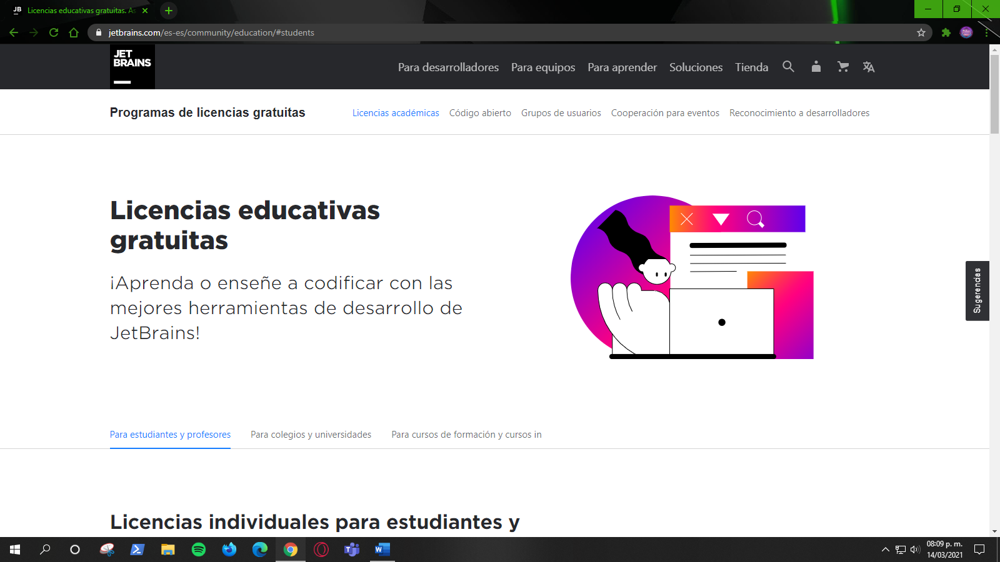 JB Licencias educativas gratuitas. As
jetbrains.com/es-es/community/education/#students
JET
BRAINS
Para desarrolladores Para equipos Para aprender Soluciones Tienda
Programas de licencias gratuitas
Licencias académicas Código abierto Grupos de usuarios Cooperación para eventos Reconocimiento a desarrolladores
Licencias educativas
gratuitas
¡Aprenda o enseñe a codificar con las
mejores herramientas de desarrollo de
JetBrains!
Sugerendas
Para estudiantes y profesores Para colegios y universidades Para cursos de formación y cursos in
Licencias individuales para estudiantes y
08:09 p. m.
14/03/2021